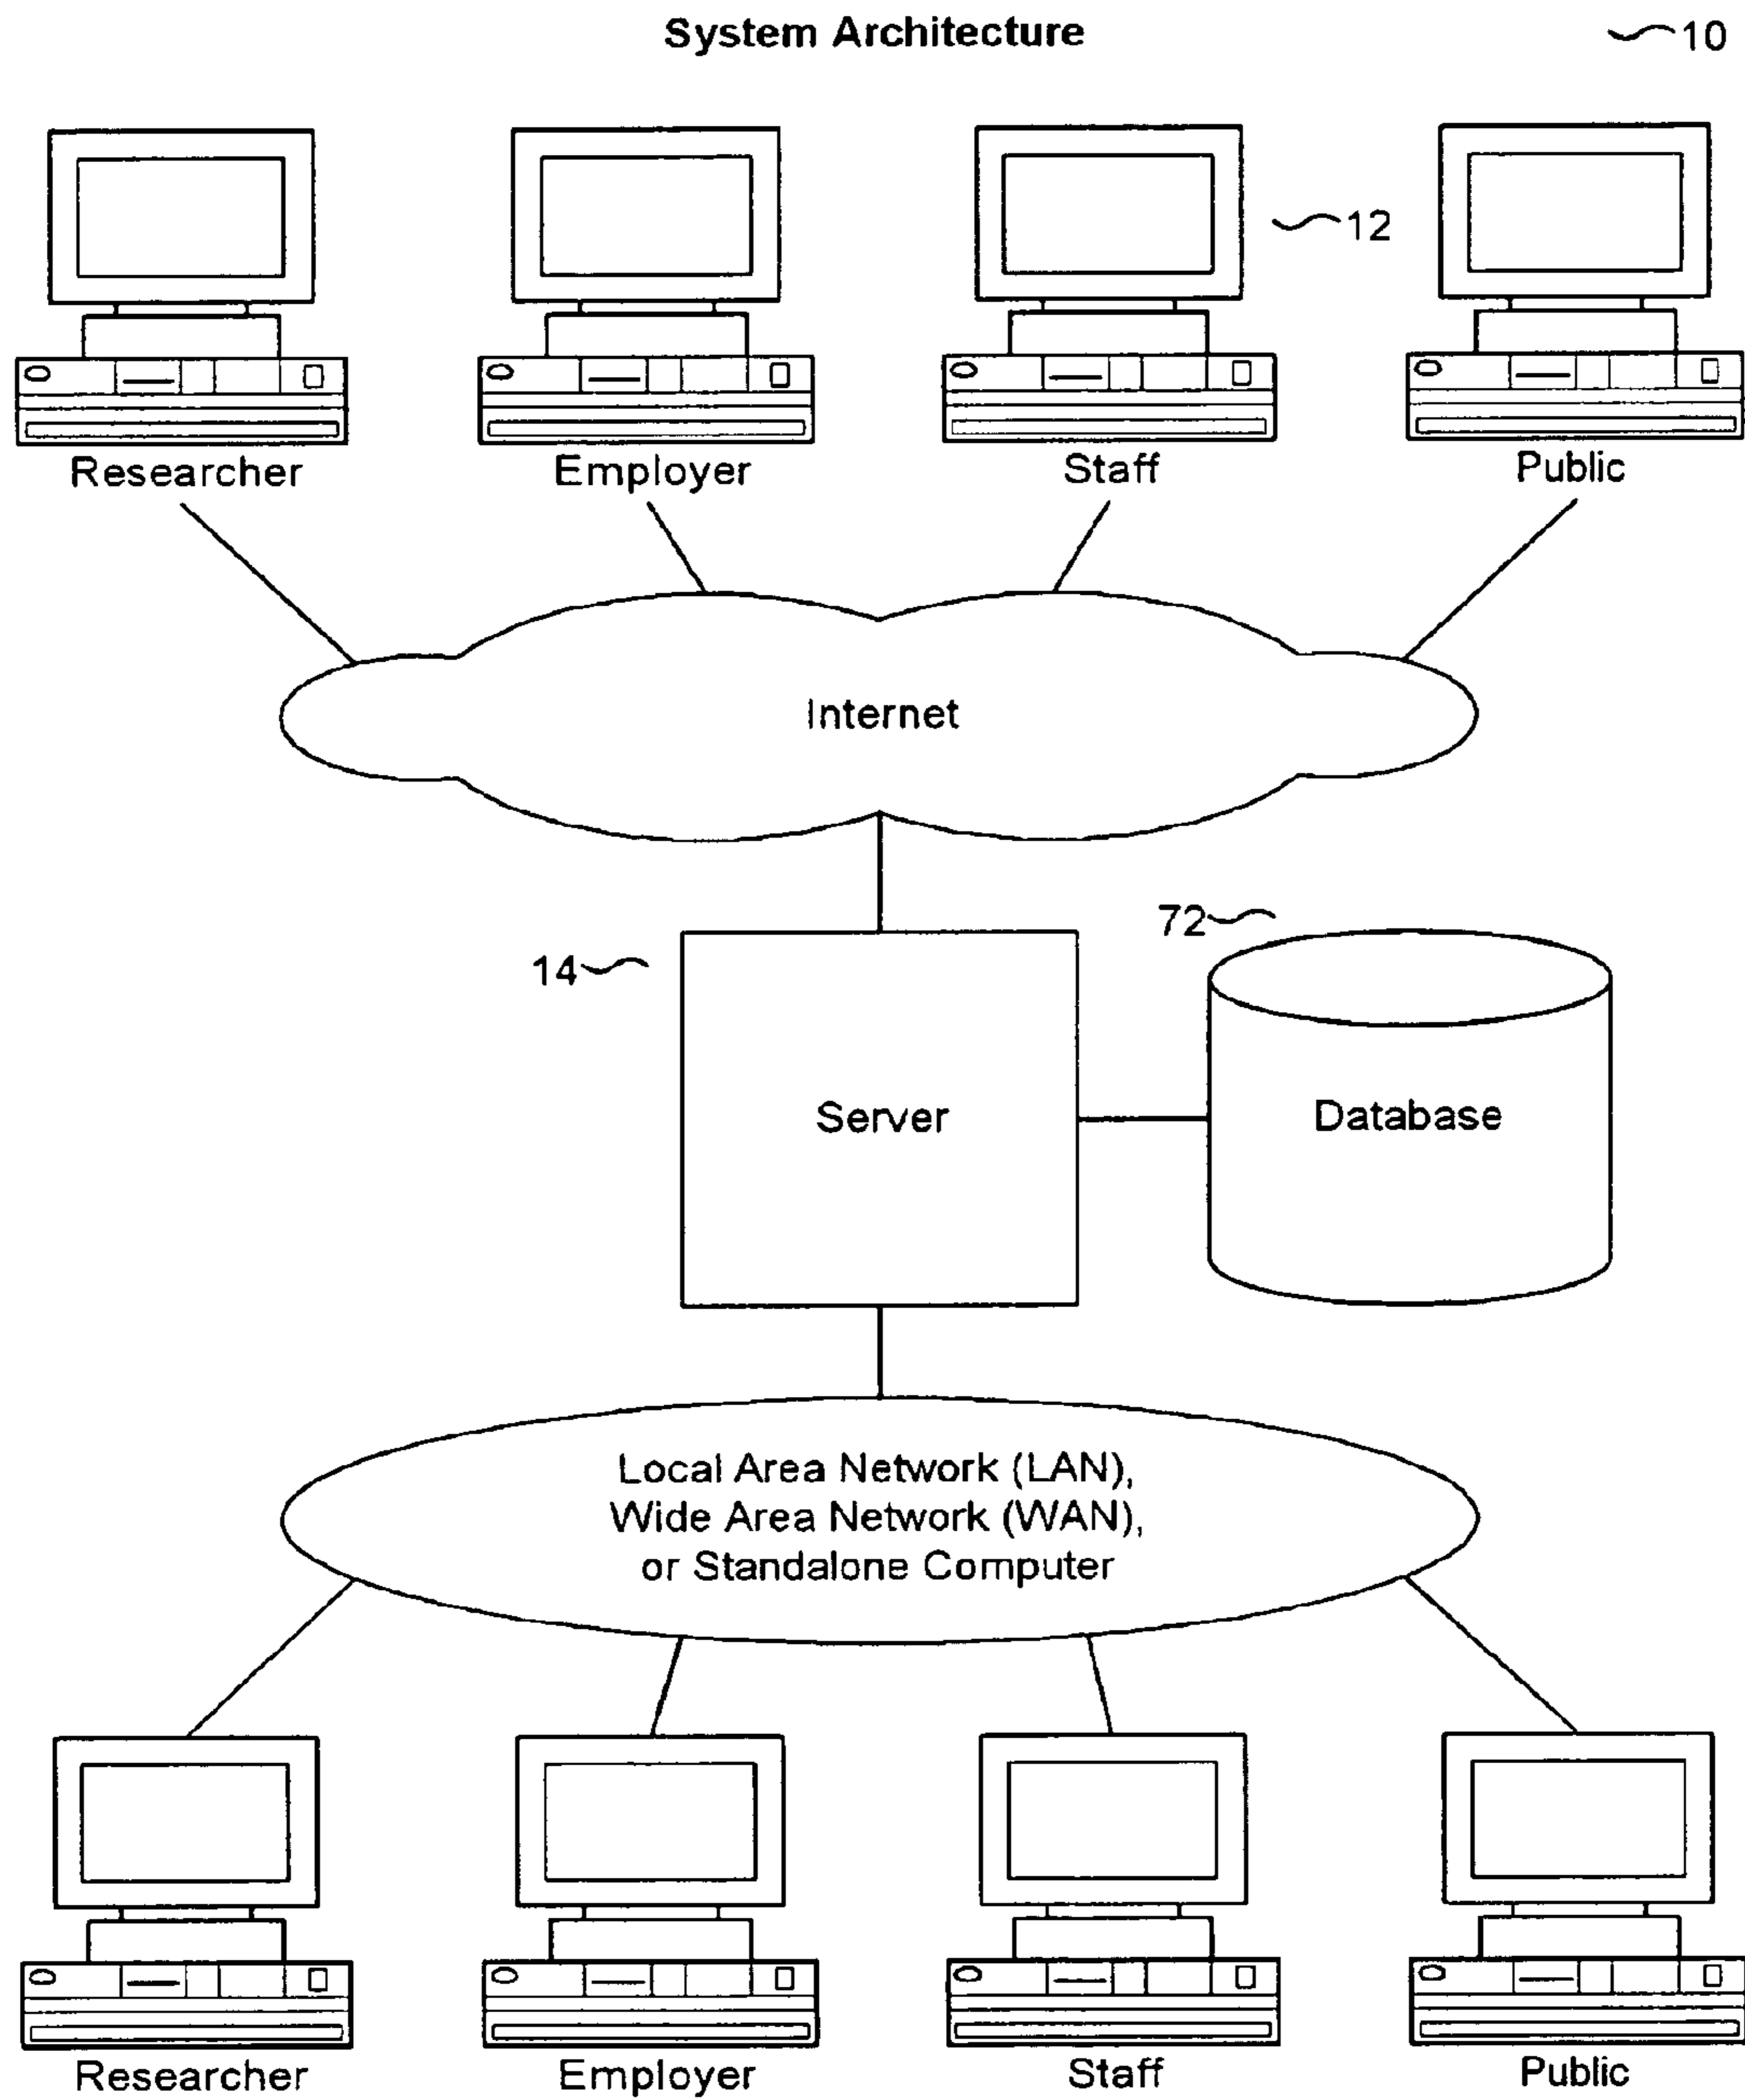 System Architecture
10
12
Researcher
Employer
Staff
Public
Internet
72
14
Server
Database
Local Area Network (LAN),
Wide Area Network (WAN),
or Standalone Computer
Researcher
Employer
Staff
Public